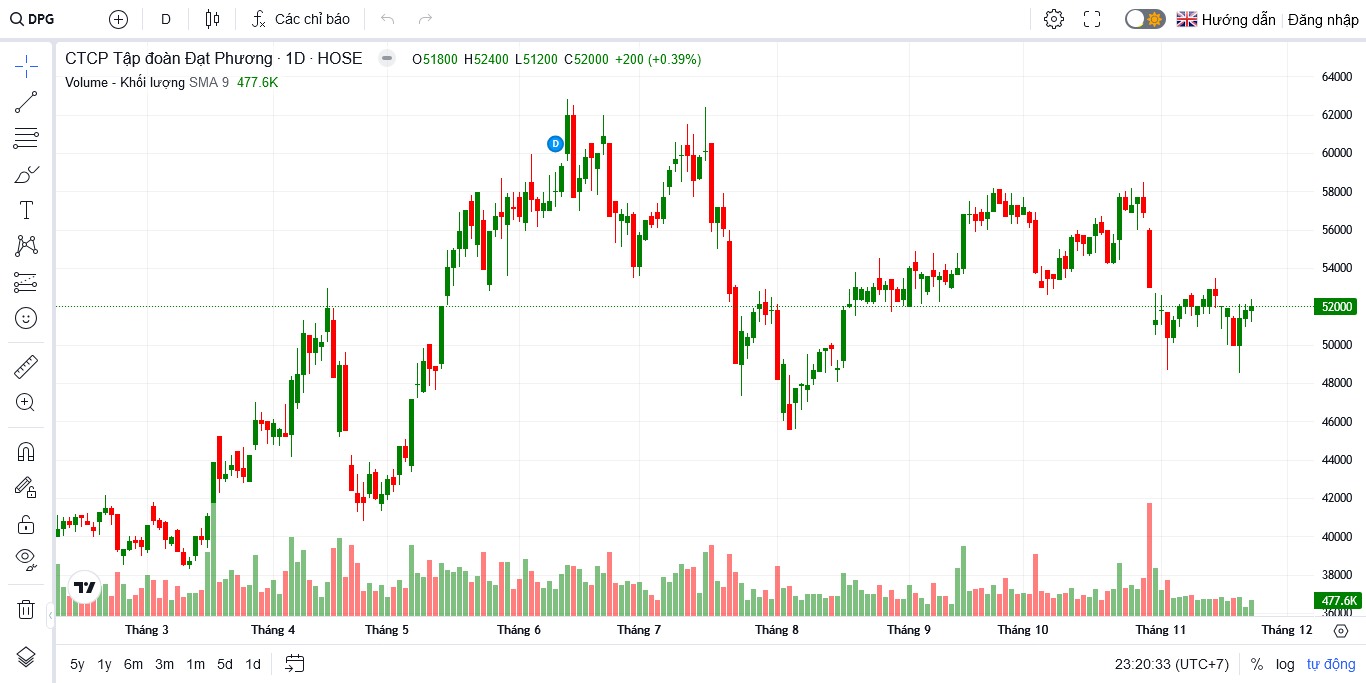 DPG D Các chỉ báo Hướng dẫn Đăng nhập
CTCP Tập đoàn Đạt Phương · 1D · HOSE O51800 H52400 L51200 C52000 +200 (+0.39%)
Volume - Khối lượng SMA 9 477.6K
D
64000
62000
60000
58000
56000
54000
52000
50000
48000
46000
44000
42000
40000
38000
477.6K
36000
Tháng 3 Tháng 4 Tháng 5 Tháng 6 Tháng 7 Tháng 8 Tháng 9 Tháng 10 Tháng 11 Tháng 12
5y 1y 6m 3m 1m 5d 1d 23:20:33 (UTC+7) % log tự động